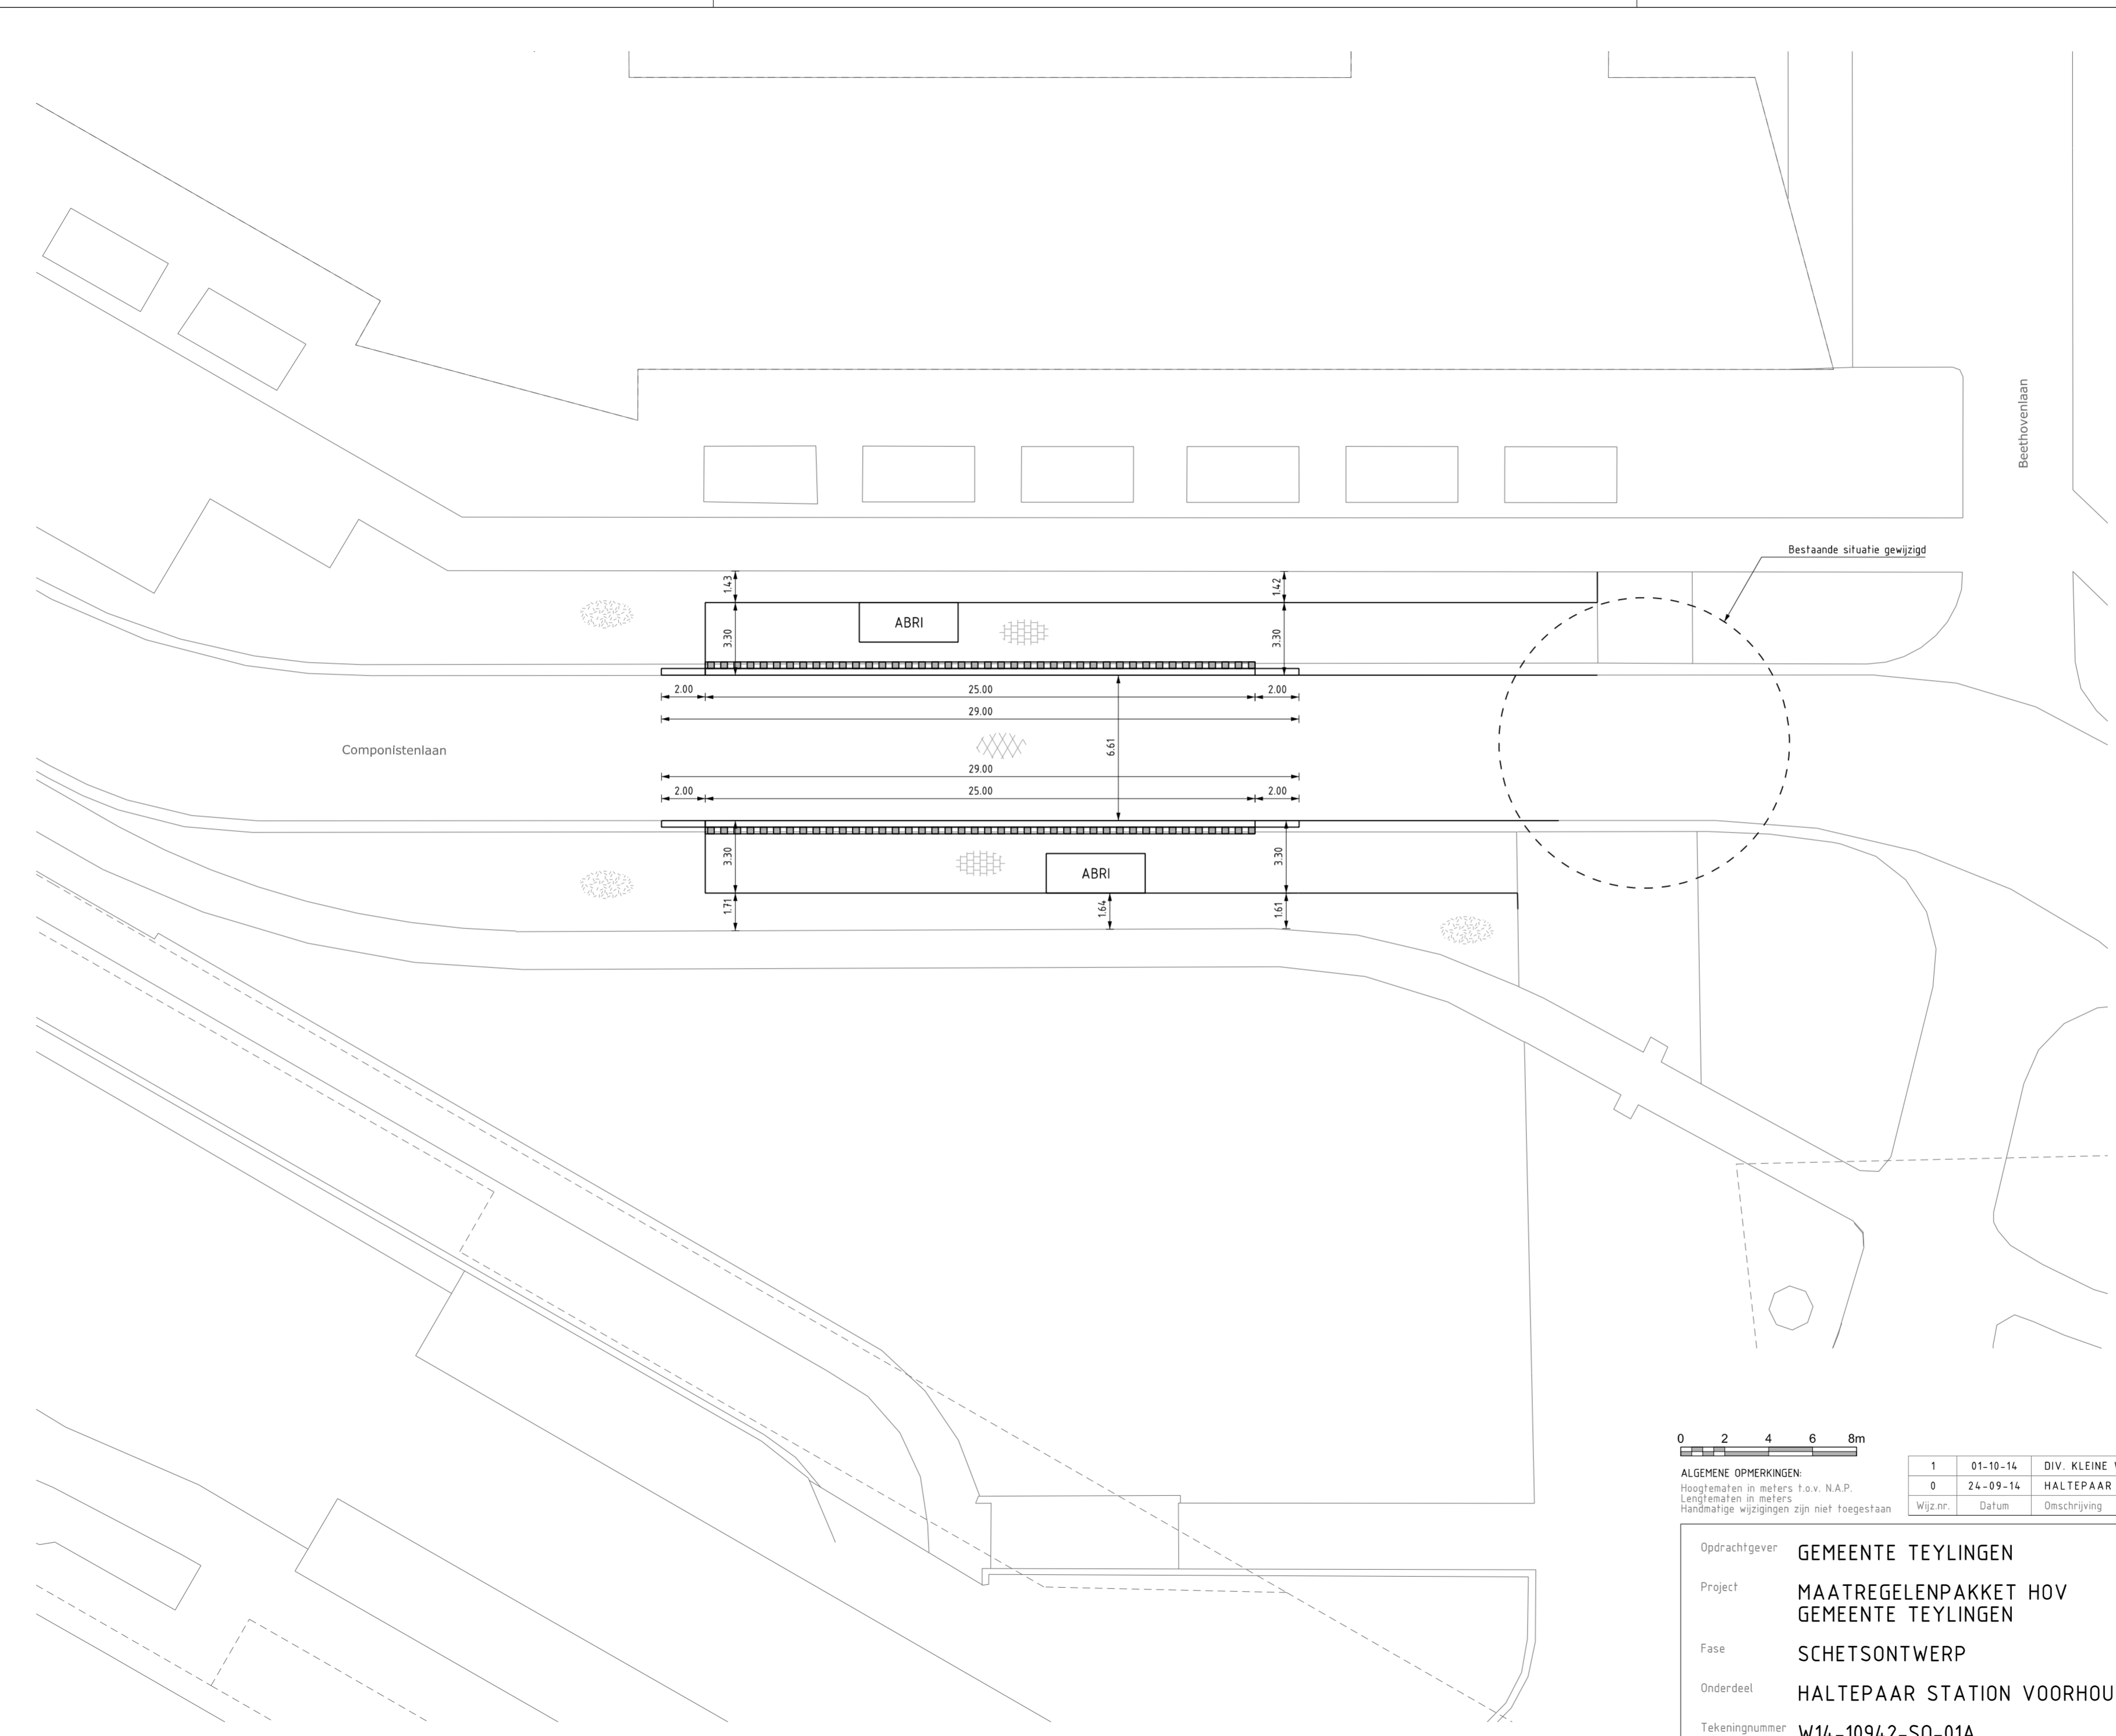 Beethovenlaan
Bestaande situatie gewijzigd
1.43
1.42
ABRI
3.30
3.30
2.00
25.00
2.00
29.00
Componistenlaan
6.61
29.00
2.00
25.00
2.00
3.30
3.30
ABRI
1.71
1.64
1.61
0 2 4 6 8m
ALGEMENE OPMERKINGEN:
Hoogtematen in meters t.o.v. N.A.P.
Lengtematen in meters
Handmatige wijzigingen zijn niet toegestaan
1 01-10-14 DIV. KLEINE
0 24-09-14 HALTEPAAR
Wijz.nr. Datum Omschrijving
Opdrachtgever GEMEENTE TEYLINGEN
Project MAATREGELENPAKKET HOV
GEMEENTE TEYLINGEN
Fase SCHETSONTWERP
Onderdeel HALTEPAAR STATION VOORHOU
Tekeningnummer W14-10942-SO-01A